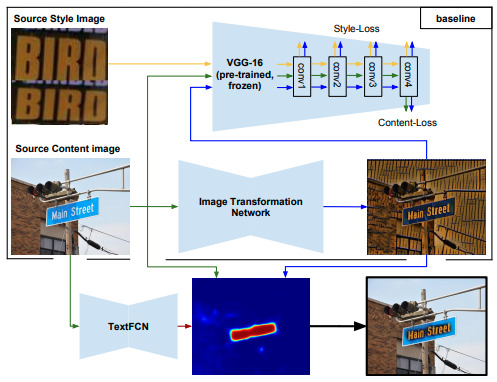 Source Style Image
baseline
Style-Loss
BIRD
BIRD
VGG-16
(pre-trained,
frozen)
conv1
conv2
conv3
conv4
Content-Loss
Source Content image
Main Street
Image Transformation
Network
Main Street
TextFCN
Main Street